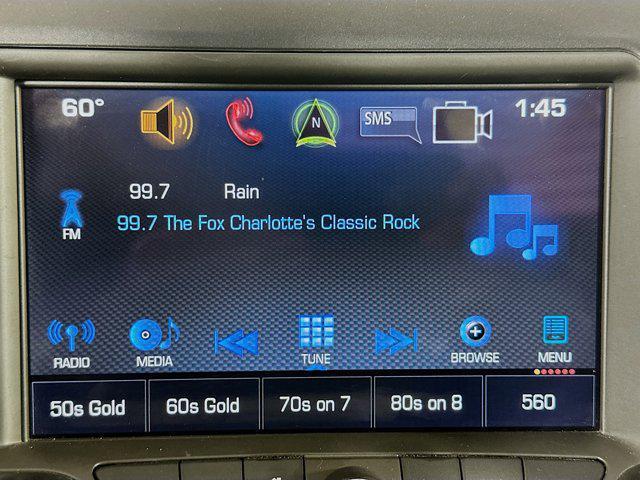 60° 1:45
N SMS
99.7 Rain
FM 99.7 The Fox Charlotte's Classic Rock
RADIO MEDIA TUNE BROWSE MENU
50s Gold 60s Gold 70s on 7 80s on 8 560